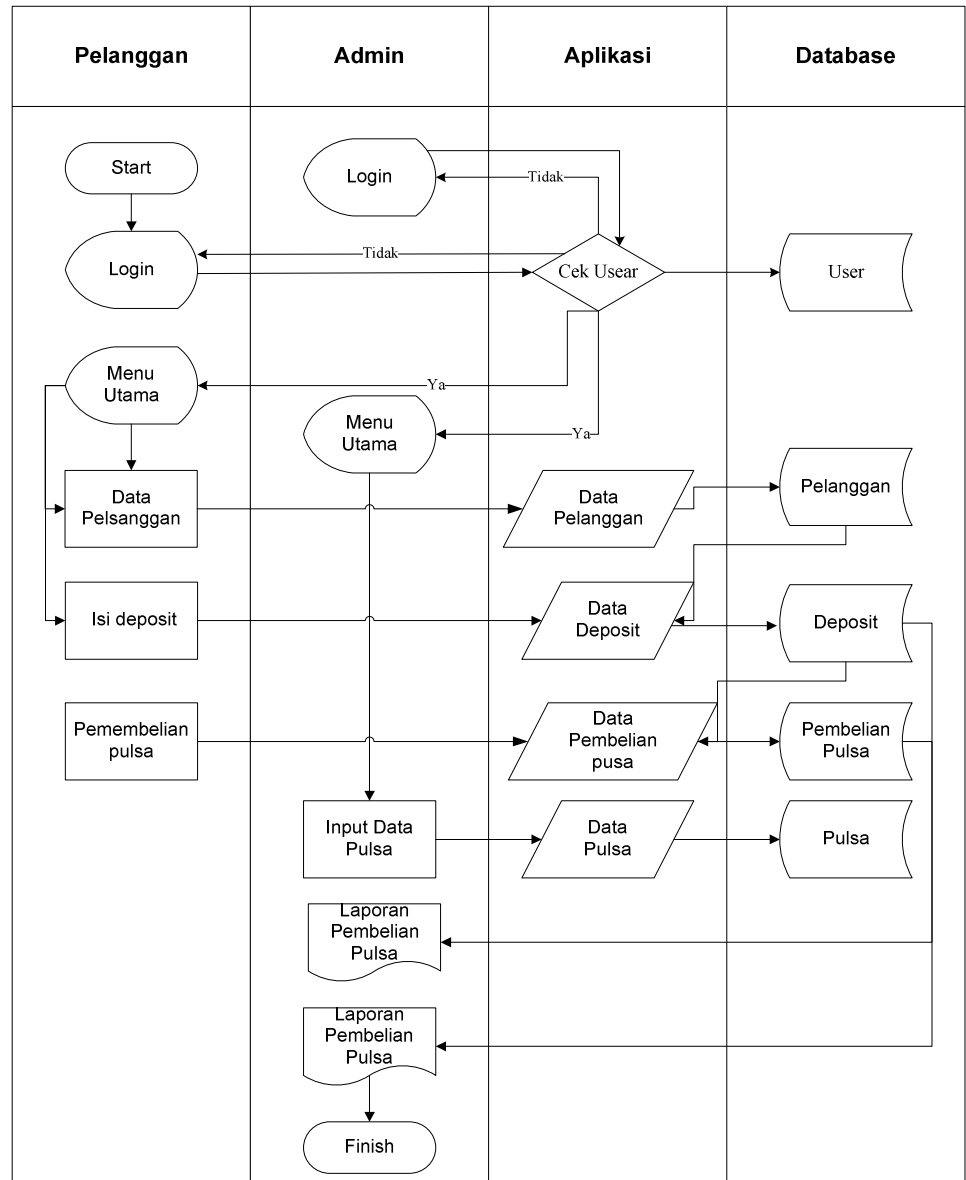 Pelanggan
Admin
Aplikasi
Database
Start
Login
Tidak
Login
Tidak
Cek Usear
User
Menu
Utama
Ya
Menu
Utama
Ya
Data
Pelsanggan
Data
Pelanggan
Pelanggan
Isi deposit
Data
Deposit
Deposit
Pemembelian
pulsa
Data
Pembelian
pusa
Pembelian
Pulsa
Input Data
Pulsa
Data
Pulsa
Pulsa
Laporan
Pembelian
Pulsa
Laporan
Pembelian
Pulsa
Finish